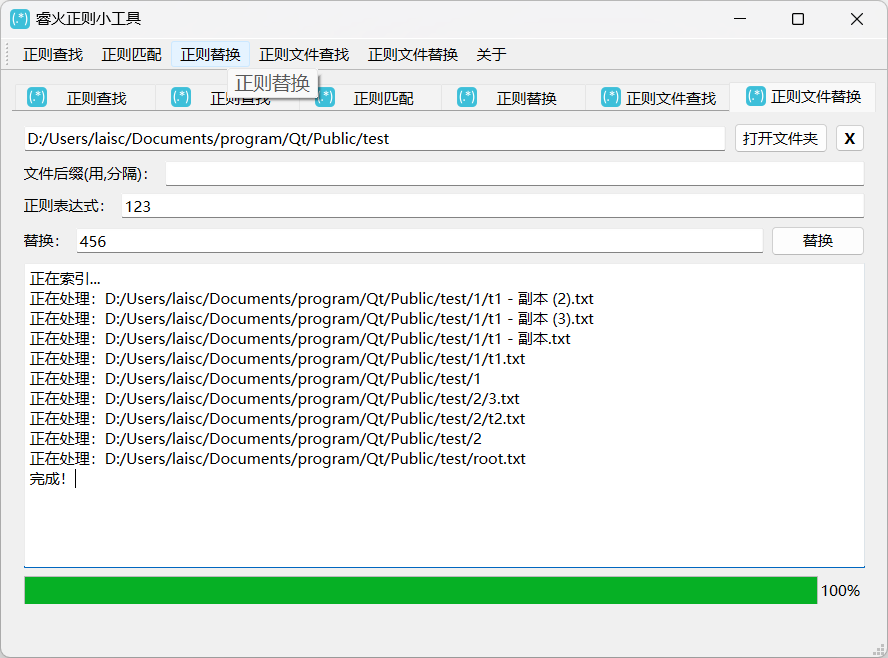 (.*) 睿火正则小工具
正则查找 正则匹配 正则替换 正则文件查找 正则文件替换 关于
正则替换
(.*) 正则查找 (.*) 正则查找 (.*) 正则匹配 (.*) 正则替换 (.*) 正则文件查找 (.*) 正则文件替换
D:/Users/laisc/Documents/program/Qt/Public/test 打开文件夹 X
文件后缀(用,分隔)：
正则表达式： 123
替换： 456 替换
正在索引...
正在处理：D:/Users/laisc/Documents/program/Qt/Public/test/1/t1 - 副本 (2).txt
正在处理：D:/Users/laisc/Documents/program/Qt/Public/test/1/t1 - 副本 (3).txt
正在处理：D:/Users/laisc/Documents/program/Qt/Public/test/1/t1 - 副本.txt
正在处理：D:/Users/laisc/Documents/program/Qt/Public/test/1/t1.txt
正在处理：D:/Users/laisc/Documents/program/Qt/Public/test/1
正在处理：D:/Users/laisc/Documents/program/Qt/Public/test/2/3.txt
正在处理：D:/Users/laisc/Documents/program/Qt/Public/test/2/t2.txt
正在处理：D:/Users/laisc/Documents/program/Qt/Public/test/2
正在处理：D:/Users/laisc/Documents/program/Qt/Public/test/root.txt
完成！
100%